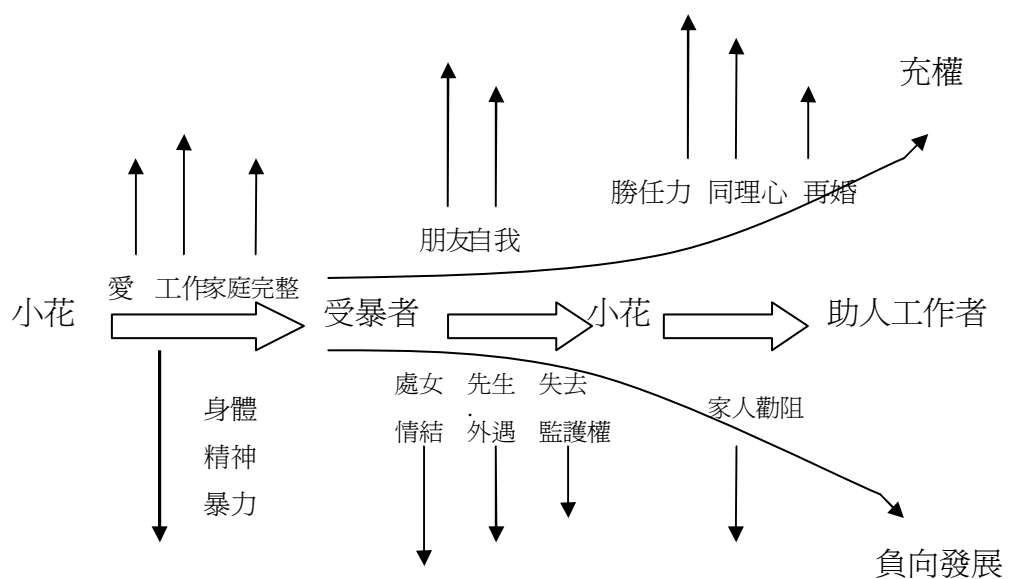 充權
勝任力 同理心 再婚
朋友 自我
愛 工作 家庭完整
小花 受暴者 小花 助人工作者
處女 先生 失去
情結 外遇 監護權
家人勸阻
身體
精神
暴力
負向發展